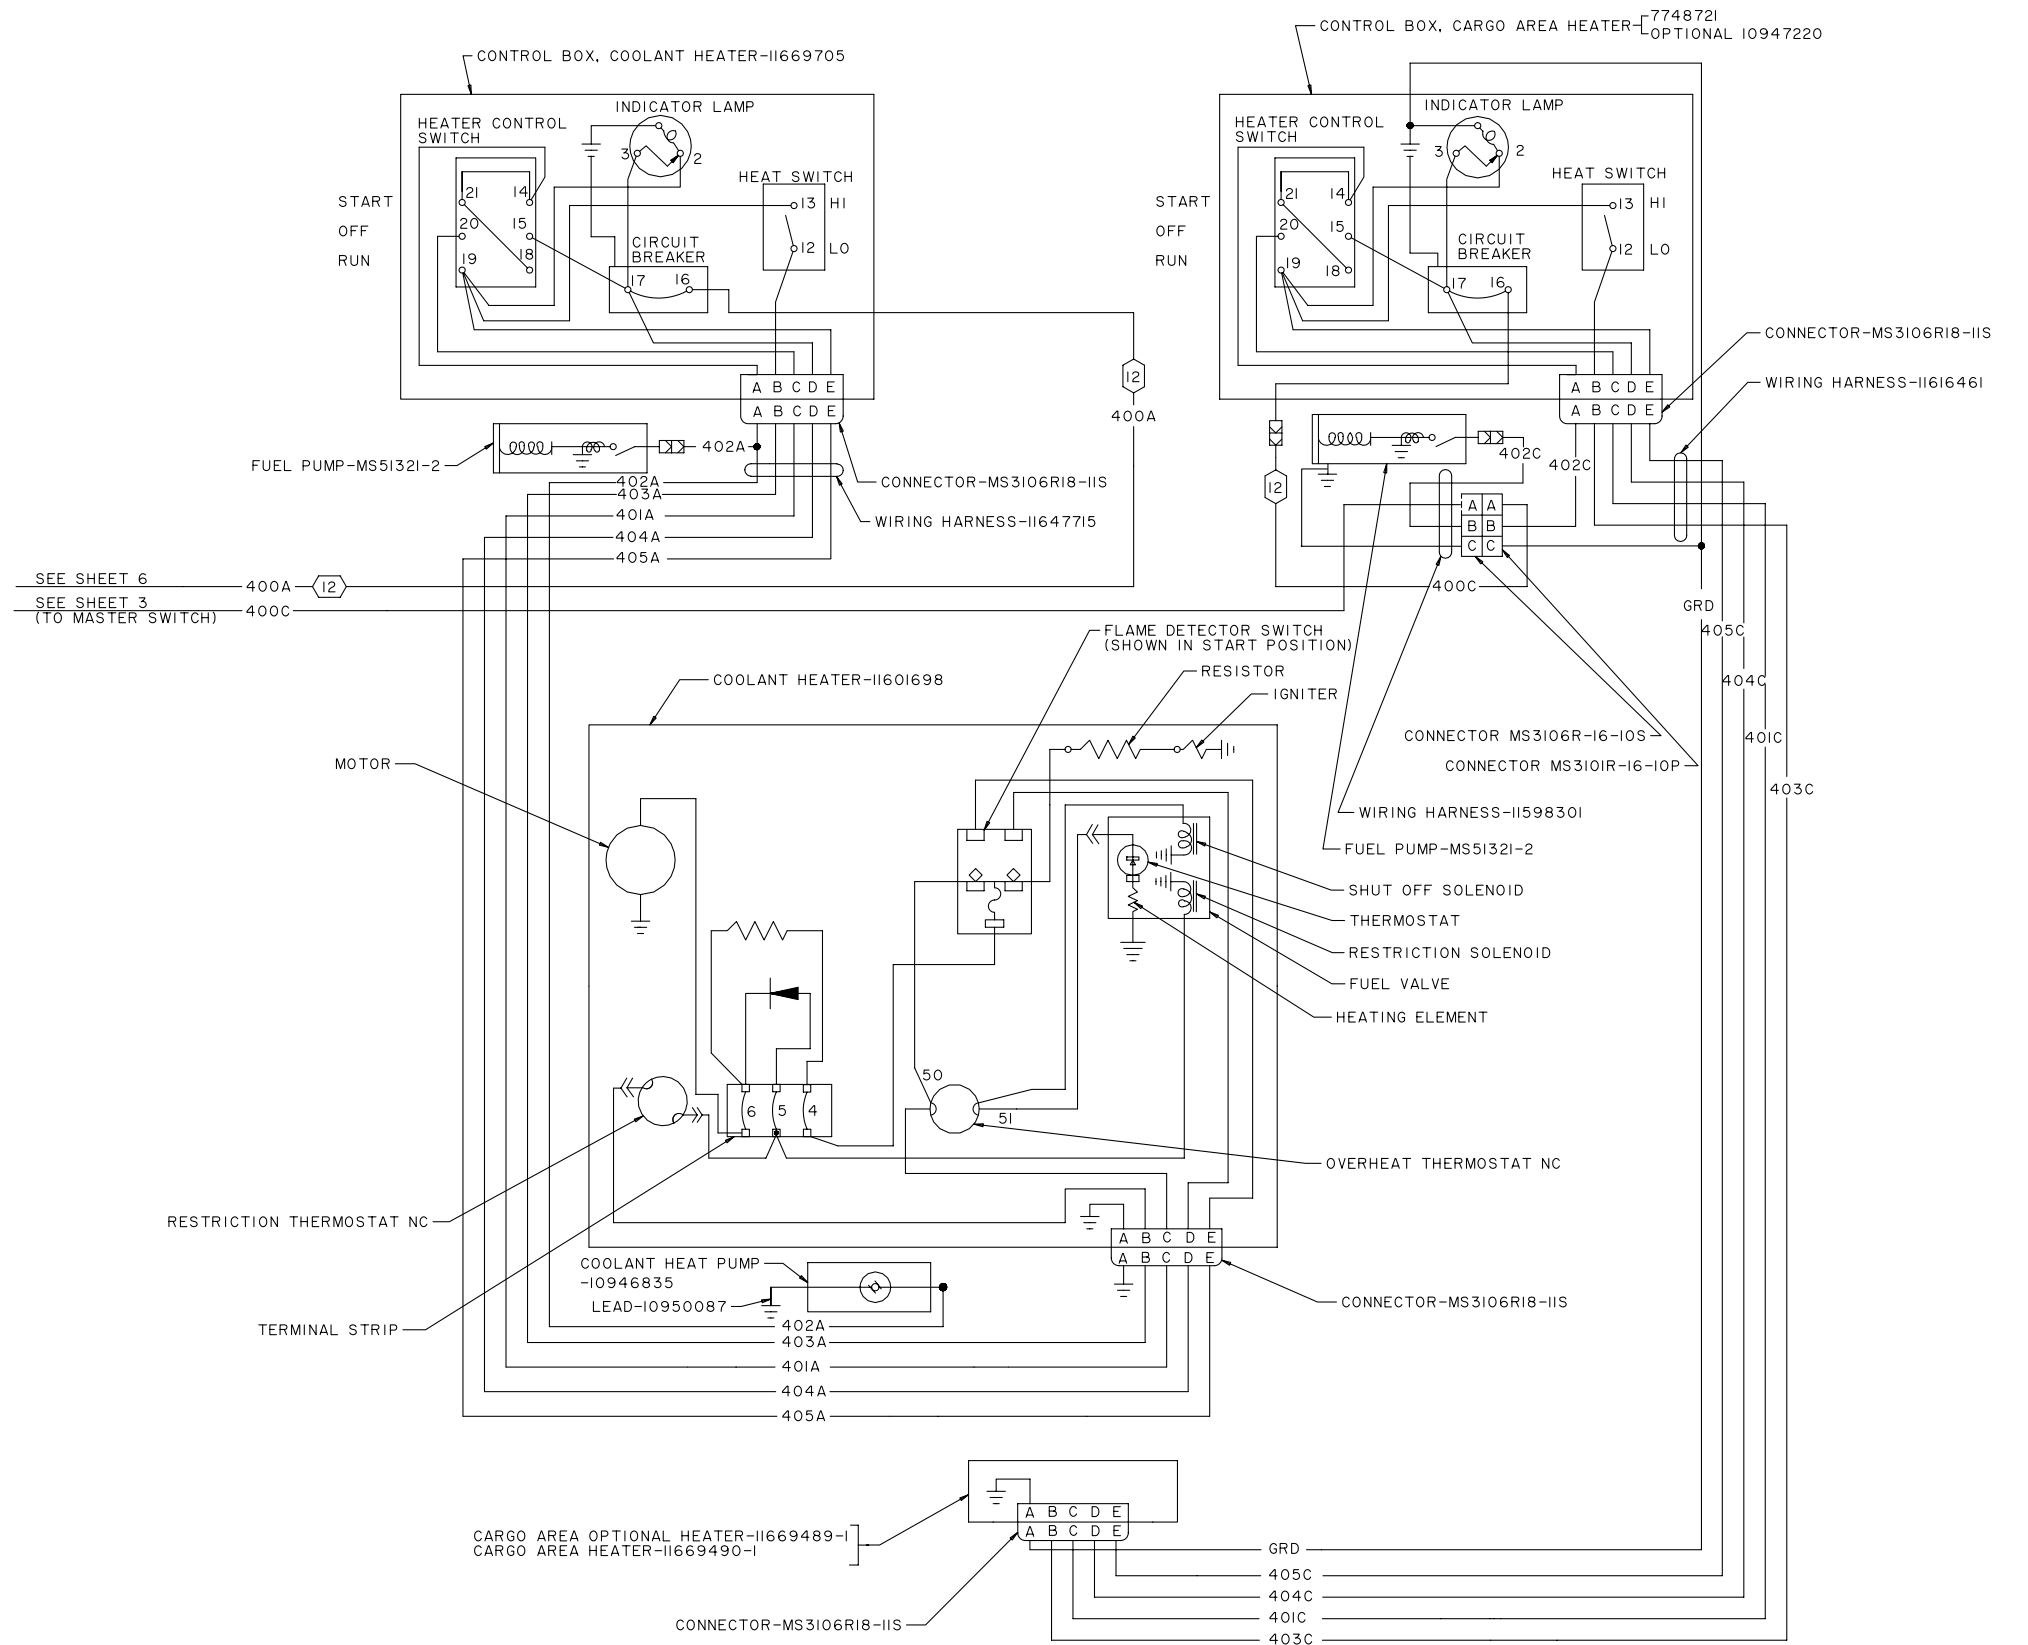 CONTROL BOX, COOLANT HEATER-11669705
INDICATOR LAMP
HEATER CONTROL
SWITCH
3
2
HEAT SWITCH
START
OFF
RUN
21
14
20
15
19
18
13
HI
12
LO
CIRCUIT
BREAKER
17
16
A B C D E
A B C D E
12
400A
402A
FUEL PUMP-MS51321-2
402A
403A
401A
404A
405A
CONNECTOR-MS3106R18-11S
WIRING HARNESS-11647715
SEE SHEET 6
400A
12
SEE SHEET 3
(TO MASTER SWITCH)
400C
CONTROL BOX, CARGO AREA HEATER
7748721
OPTIONAL 10947220
INDICATOR LAMP
HEATER CONTROL
SWITCH
3
2
HEAT SWITCH
START
OFF
RUN
21
14
20
15
19
18
13
HI
12
LO
CIRCUIT
BREAKER
17
16
A B C D E
A B C D E
CONNECTOR-MS3106R18-11S
WIRING HARNESS-11616461
402C
402C
12
A A
B B
C C
400C
GRD
405C
404C
401C
403C
CONNECTOR MS3106R-16-10S
CONNECTOR MS3101R-16-10P
WIRING HARNESS-11598301
FUEL PUMP-MS51321-2
FLAME DETECTOR SWITCH
(SHOWN IN START POSITION)
RESISTOR
IGNITER
COOLANT HEATER-11601698
MOTOR
SHUT OFF SOLENOID
THERMOSTAT
RESTRICTION SOLENOID
FUEL VALVE
HEATING ELEMENT
50
51
6
5
4
OVERHEAT THERMOSTAT NC
RESTRICTION THERMOSTAT NC
A B C D E
A B C D E
COOLANT HEAT PUMP
-10946835
LEAD-10950087
CONNECTOR-MS3106R18-11S
TERMINAL STRIP
402A
403A
401A
404A
405A
A B C D E
A B C D E
CARGO AREA OPTIONAL HEATER-11669489-1
CARGO AREA HEATER-11669490-1
CONNECTOR-MS3106R18-11S
GRD
405C
404C
401C
403C